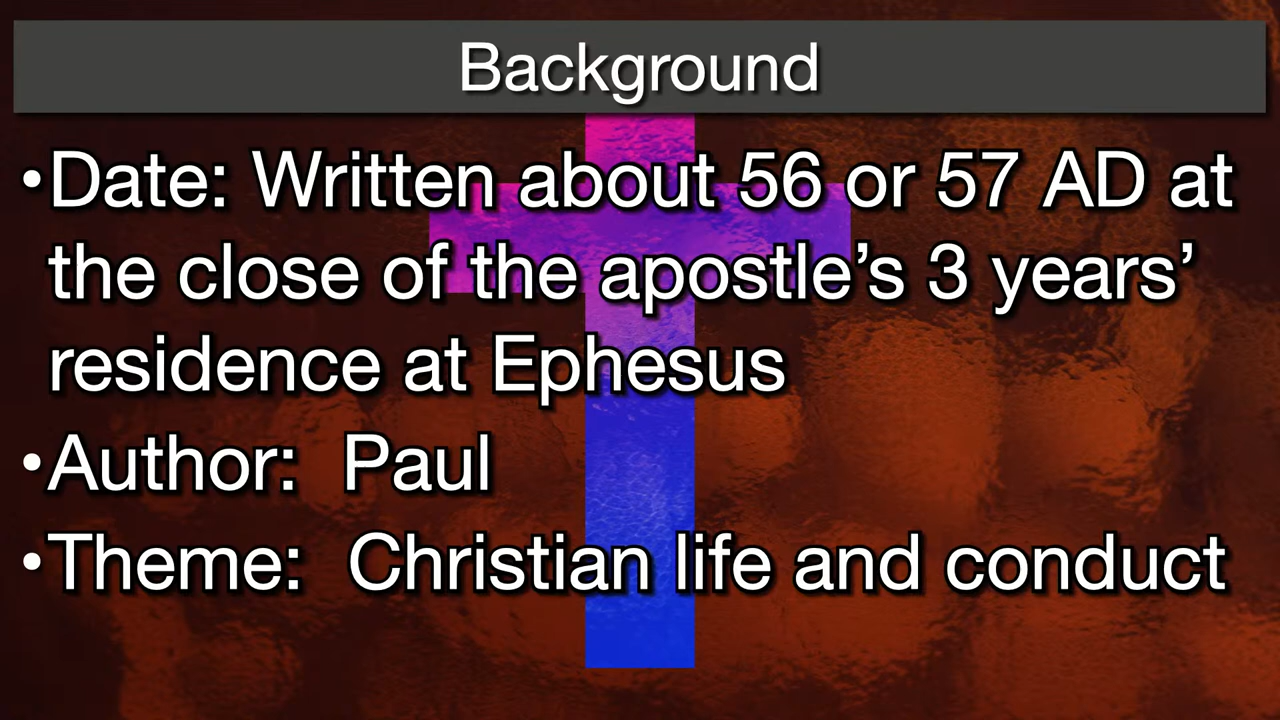 Background
•Date: Written about 56 or 57 AD at
the close of the apostle’s 3 years’
residence at Ephesus
•Author:  Paul
•Theme:  Christian life and conduct